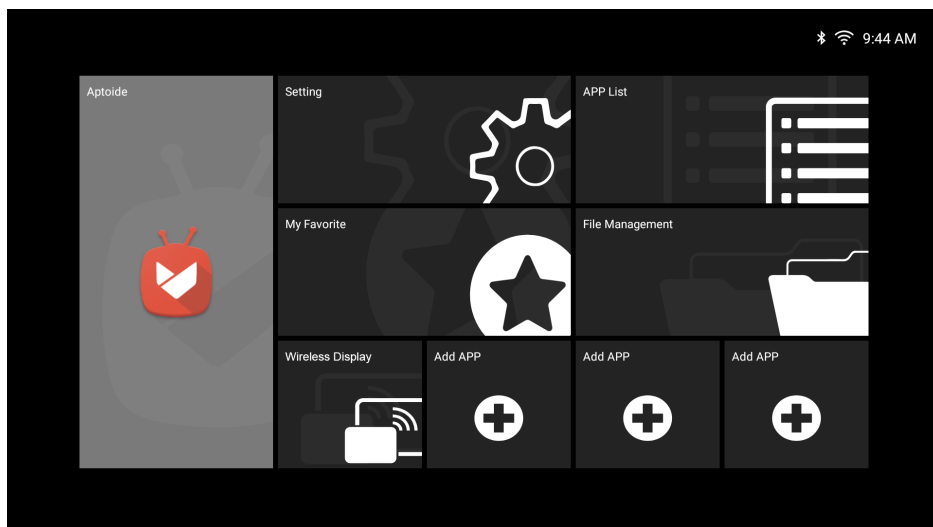 9:44 AM
Aptoide
Setting
APP List
My Favorite
File Management
Wireless Display
Add APP
Add APP
Add APP